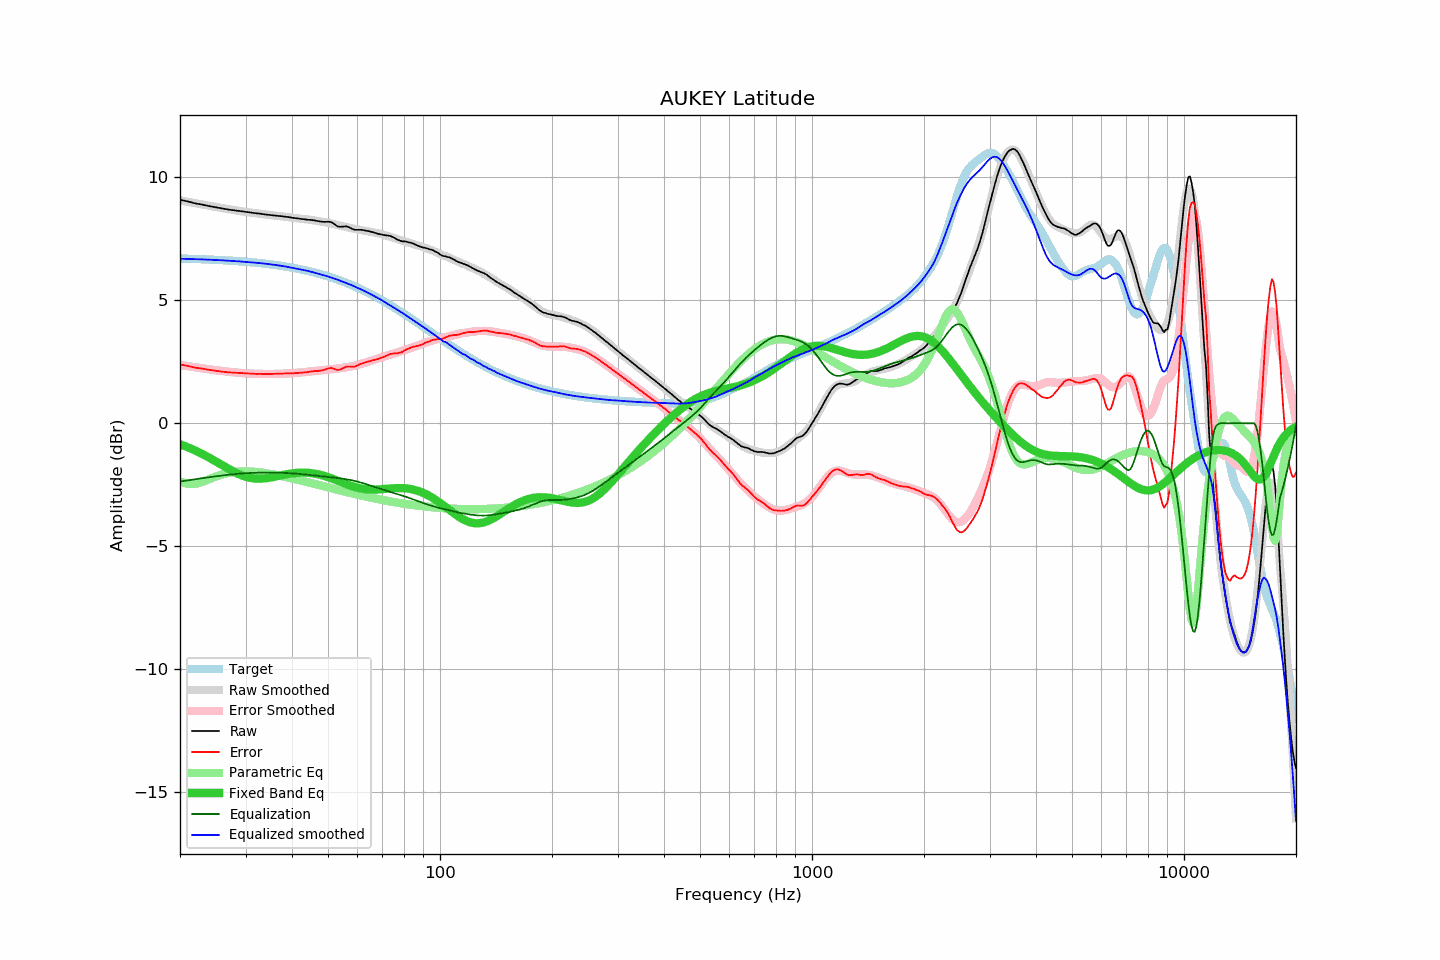 AUKEY Latitude
10
5
0
−5
−10
−15
Amplitude (dBr)
Target
Raw Smoothed
Error Smoothed
Raw
Error
Parametric Eq
Fixed Band Eq
Equalization
Equalized smoothed
100 1000 10000
Frequency (Hz)